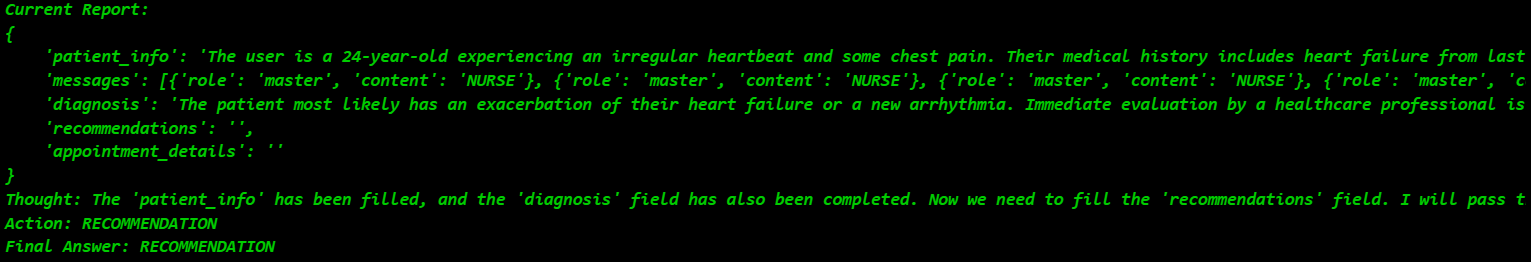 Current Report:
{
    'patient_info': 'The user is a 24-year-old experiencing an irregular heartbeat and some chest pain. Their medical history includes heart failure from last
    'messages': [{'role': 'master', 'content': 'NURSE'}, {'role': 'master', 'content': 'NURSE'}, {'role': 'master', 'content': 'NURSE'}, {'role': 'master', 'c
    'diagnosis': 'The patient most likely has an exacerbation of their heart failure or a new arrhythmia. Immediate evaluation by a healthcare professional is
    'recommendations': '',
    'appointment_details': ''
}
Thought: The 'patient_info' has been filled, and the 'diagnosis' field has also been completed. Now we need to fill the 'recommendations' field. I will pass t
Action: RECOMMENDATION
Final Answer: RECOMMENDATION